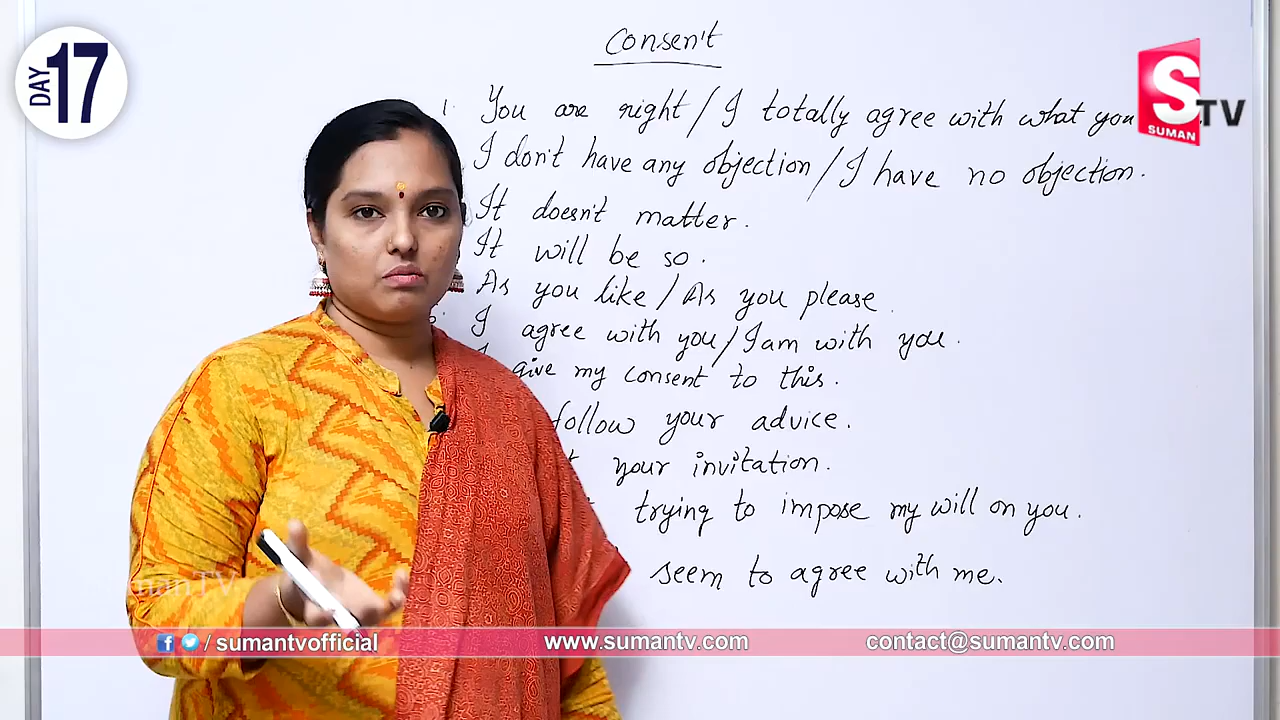 DAY 17
Consen't
S TV
SUMAN
1. You are right / I totally agree with what you
I don't have any objection / I have no objection.
It doesn't matter.
It will be so.
As you like / As you please.
I agree with you / I am with you.
give my consent to this.
follow your advice.
your invitation.
trying to impose my will on you.
seem to agree with me.
SumanTV
/ sumantvofficial
www.sumantv.com
contact@sumantv.com